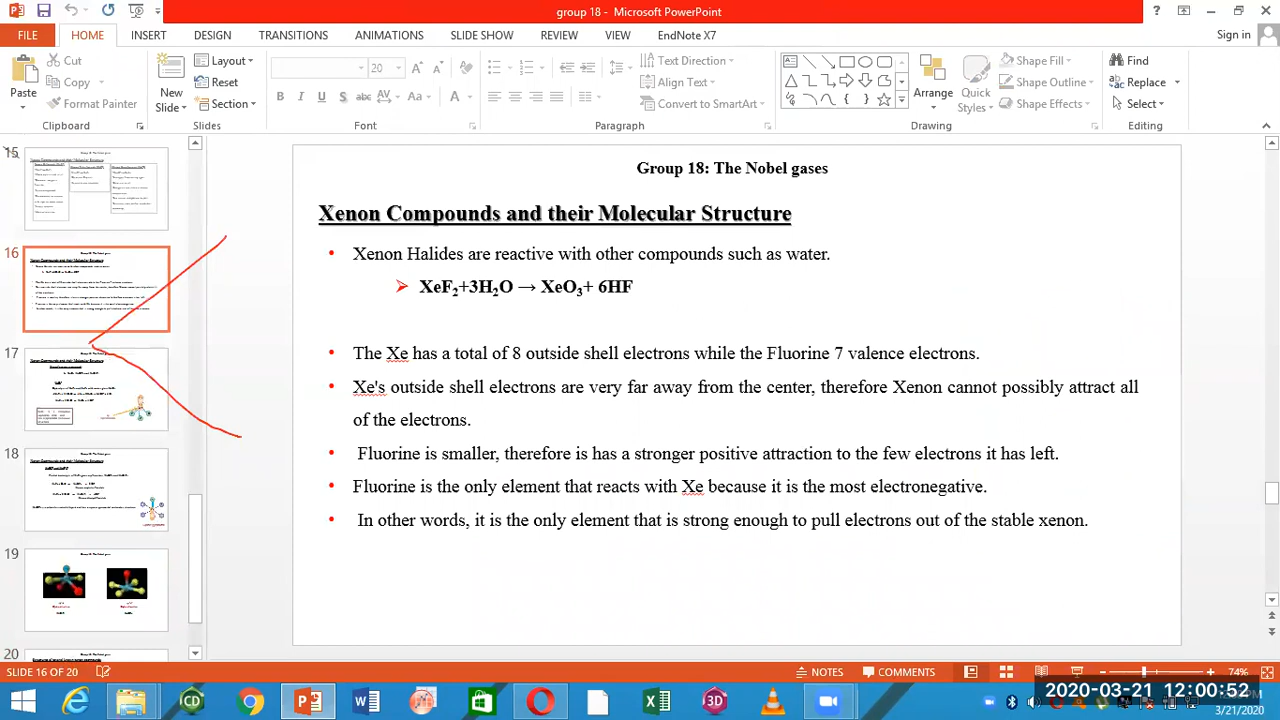 group 18 - Microsoft PowerPoint
Sign in
FILE HOME INSERT DESIGN TRANSITIONS ANIMATIONS SLIDE SHOW REVIEW VIEW EndNote X7
Paste
Cut
Copy
Format Painter
New Slide
Layout
Reset
Section
20
Text Direction
Align Text
Convert to SmartArt
Arrange
Quick Styles
Shape Fill
Shape Outline
Shape Effects
Find
Replace
Select
Clipboard Slides Font Paragraph Drawing Editing
15
16
17
18
19
20
Group 18: The Nobel gases
Xenon Compounds and their Molecular Structure
• Xenon Halides are reactive with other compounds such as water.
XeF2+3H2O → XeO3+ 6HF
• The Xe has a total of 8 outside shell electrons while the Fluorine 7 valence electrons.
• Xe's outside shell elections are very far away from the center, therefore Xenon cannot possibly attract all
of the electrons.
• Fluorine is smaller, therefore is has a stronger positive attraction to the few electrons it has left.
• Fluorine is the only element that reacts with Xe because it is the most electronegative.
• In other words, it is the only element that is strong enough to pull electrons out of the stable xenon.
SLIDE 16 OF 20
NOTES COMMENTS 74%
2020-03-21 12:00:52
3/21/2020